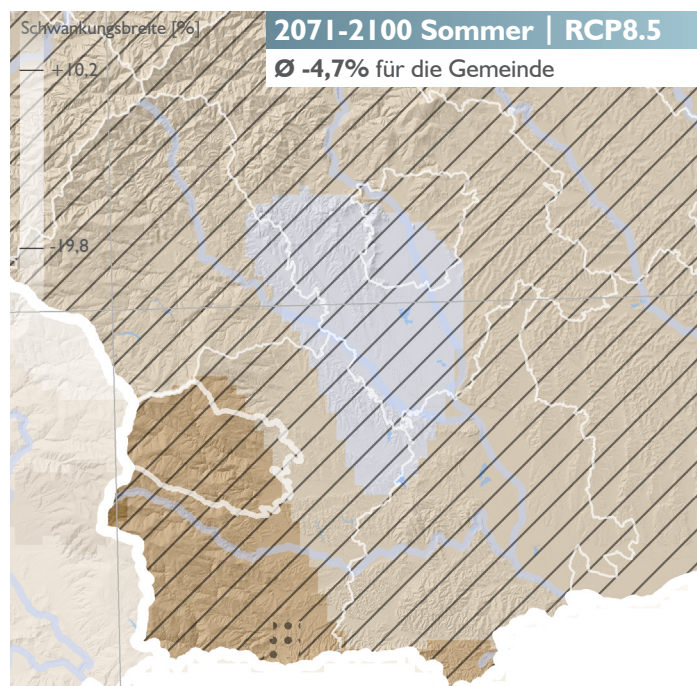 Schwankungsbreite [%]
2071-2100 Sommer | RCP8.5
+10,2
Ø -4,7% für die Gemeinde
-19,8